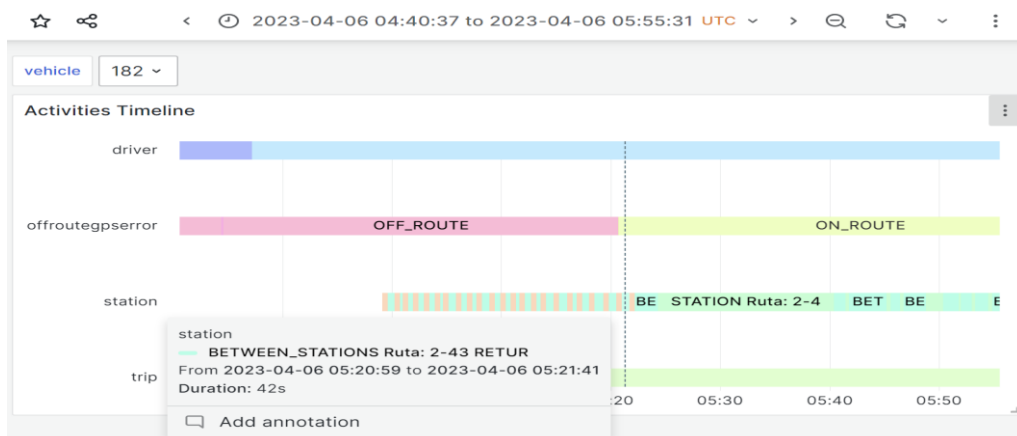 2023-04-06 04:40:37 to 2023-04-06 05:55:31 UTC
vehicle 182
Activities Timeline
driver
offroutegpserror OFF_ROUTE ON_ROUTE
station BE STATION Ruta: 2-4 BET BE E
station
BETWEEN_STATIONS Ruta: 2-43 RETUR
From 2023-04-06 05:20:59 to 2023-04-06 05:21:41
Duration: 42s
trip
:20 05:30 05:40 05:50
Add annotation